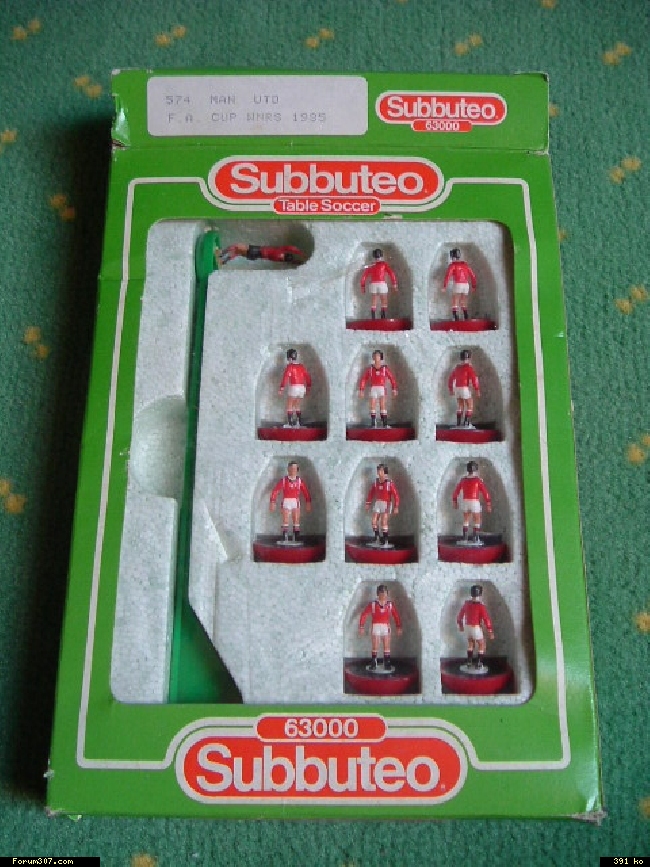 574 MAN UTD
F.A. CUP WNRS 1985
Subbuteo
63000
Subbuteo
Table Soccer
63000
Subbuteo
Forum307.com
391 ko